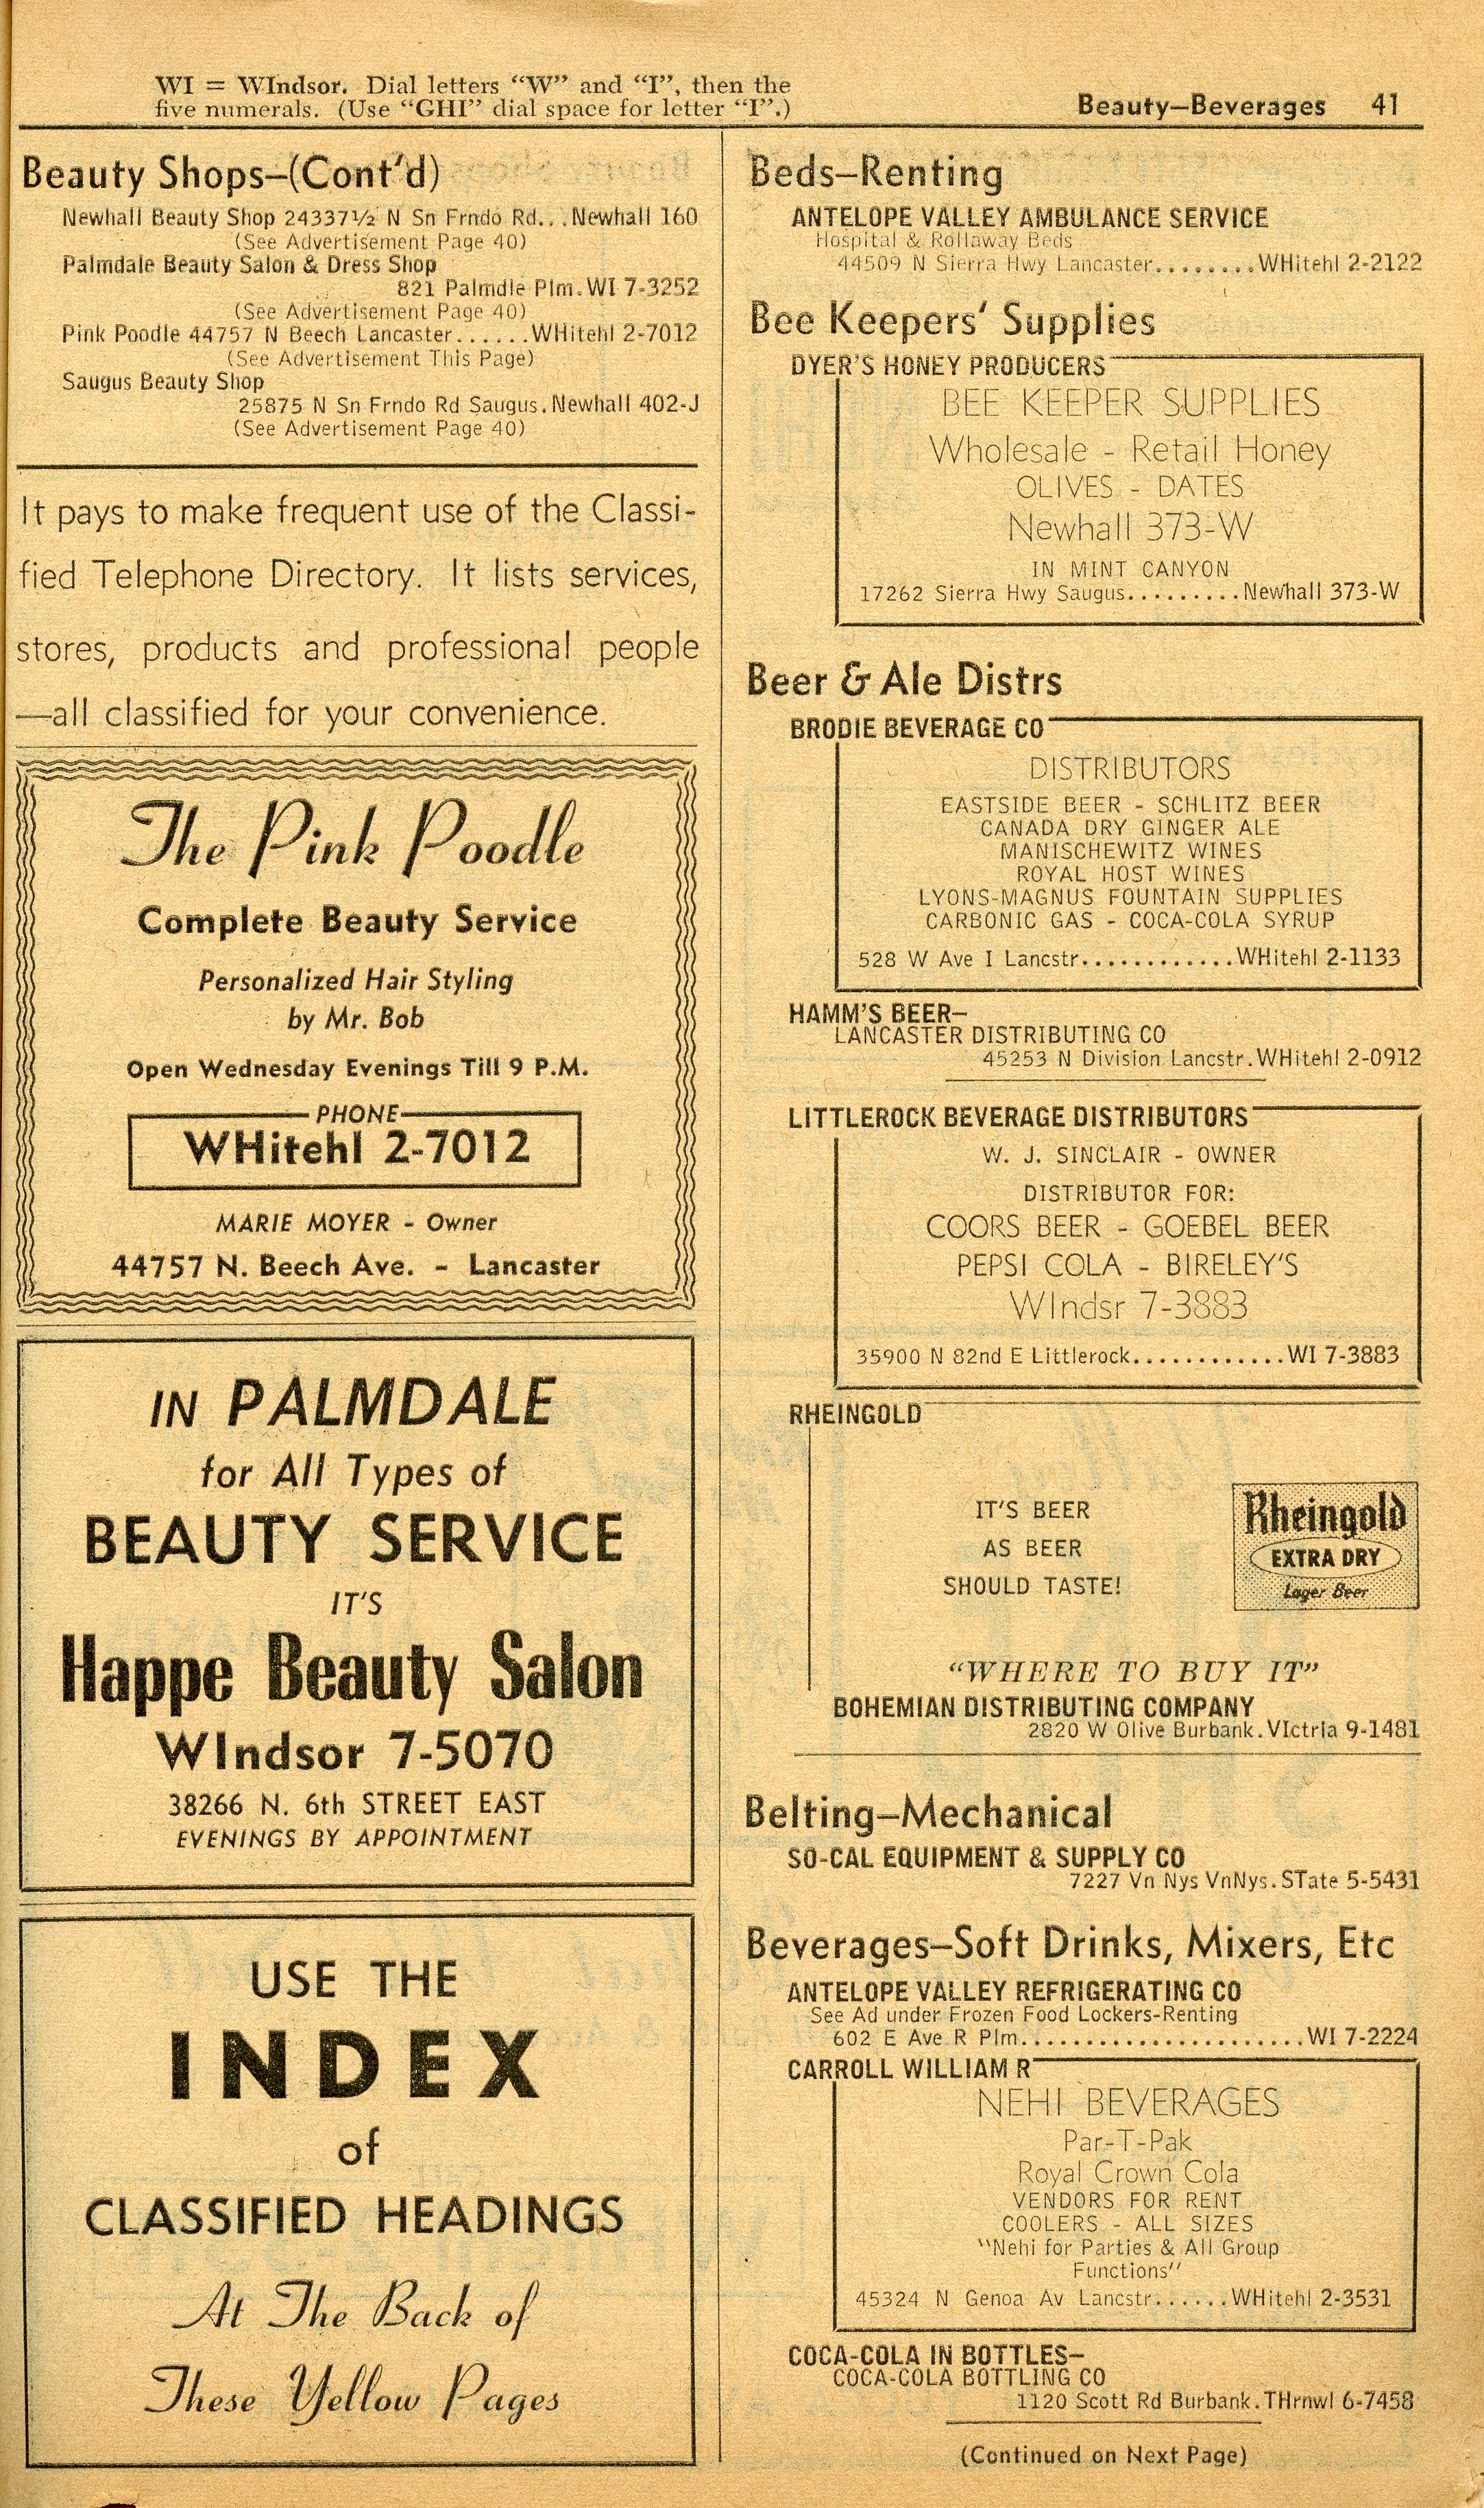 WI = WIndsor. Dial letters “W” and “I”, then the
five numerals. (Use “GHI” dial space for letter “I”.)
Beauty—Beverages 41
Beauty Shops—(Cont'd)
Newhall Beauty Shop 24337½ N Sn Frndo Rd...Newhall 160
(See Advertisement Page 40)
Palmdale Beauty Salon & Dress Shop
821 Palmdle Plm.WI 7-3252
(See Advertisement Page 40)
Pink Poodle 44757 N Beech Lancaster......WHitehl 2-7012
(See Advertisement This Page)
Saugus Beauty Shop
25875 N Sn Frndo Rd Saugus.Newhall 402-J
(See Advertisement Page 40)
It pays to make frequent use of the Classi-
fied Telephone Directory. It lists services,
stores, products and professional people
—all classified for your convenience.
The Pink Poodle
Complete Beauty Service
Personalized Hair Styling
by Mr. Bob
Open Wednesday Evenings Till 9 P.M.
PHONE
WHitehl 2-7012
MARIE MOYER - Owner
44757 N. Beech Ave. - Lancaster
IN PALMDALE
for All Types of
BEAUTY SERVICE
IT'S
Happe Beauty Salon
WIndsor 7-5070
38266 N. 6th STREET EAST
EVENINGS BY APPOINTMENT
USE THE
INDEX
of
CLASSIFIED HEADINGS
At The Back of
These Yellow Pages
Beds—Renting
ANTELOPE VALLEY AMBULANCE SERVICE
Hospital & Rollaway Beds
44509 N Sierra Hwy Lancaster........WHitehl 2-2122
Bee Keepers' Supplies
DYER'S HONEY PRODUCERS
BEE KEEPER SUPPLIES
Wholesale - Retail Honey
OLIVES - DATES
Newhall 373-W
IN MINT CANYON
17262 Sierra Hwy Saugus.........Newhall 373-W
Beer & Ale Distrs
BRODIE BEVERAGE CO
DISTRIBUTORS
EASTSIDE BEER - SCHLITZ BEER
CANADA DRY GINGER ALE
MANISCHEWITZ WINES
ROYAL HOST WINES
LYONS-MAGNUS FOUNTAIN SUPPLIES
CARBONIC GAS - COCA-COLA SYRUP
528 W Ave I Lancstr............WHitehl 2-1133
HAMM'S BEER—
LANCASTER DISTRIBUTING CO
45253 N Division Lancstr.WHitehl 2-0912
LITTLEROCK BEVERAGE DISTRIBUTORS
W. J. SINCLAIR - OWNER
DISTRIBUTOR FOR:
COORS BEER - GOEBEL BEER
PEPSI COLA - BIRELEY'S
WIndsr 7-3883
35900 N 82nd E Littlerock............WI 7-3883
RHEINGOLD
IT'S BEER
AS BEER
SHOULD TASTE!
Rheingold
EXTRA DRY
Lager Beer
“WHERE TO BUY IT”
BOHEMIAN DISTRIBUTING COMPANY
2820 W Olive Burbank.VIctria 9-1481
Belting—Mechanical
SO-CAL EQUIPMENT & SUPPLY CO
7227 Vn Nys VnNys.STate 5-5431
Beverages—Soft Drinks, Mixers, Etc
ANTELOPE VALLEY REFRIGERATING CO
See Ad under Frozen Food Lockers-Renting
602 E Ave R Plm......................WI 7-2224
CARROLL WILLIAM R
NEHI BEVERAGES
Par-T-Pak
Royal Crown Cola
VENDORS FOR RENT
COOLERS - ALL SIZES
"Nehi for Parties & All Group
Functions"
45324 N Genoa Av Lancstr......WHitehl 2-3531
COCA-COLA IN BOTTLES—
COCA-COLA BOTTLING CO
1120 Scott Rd Burbank.THrnwl 6-7458
(Continued on Next Page)